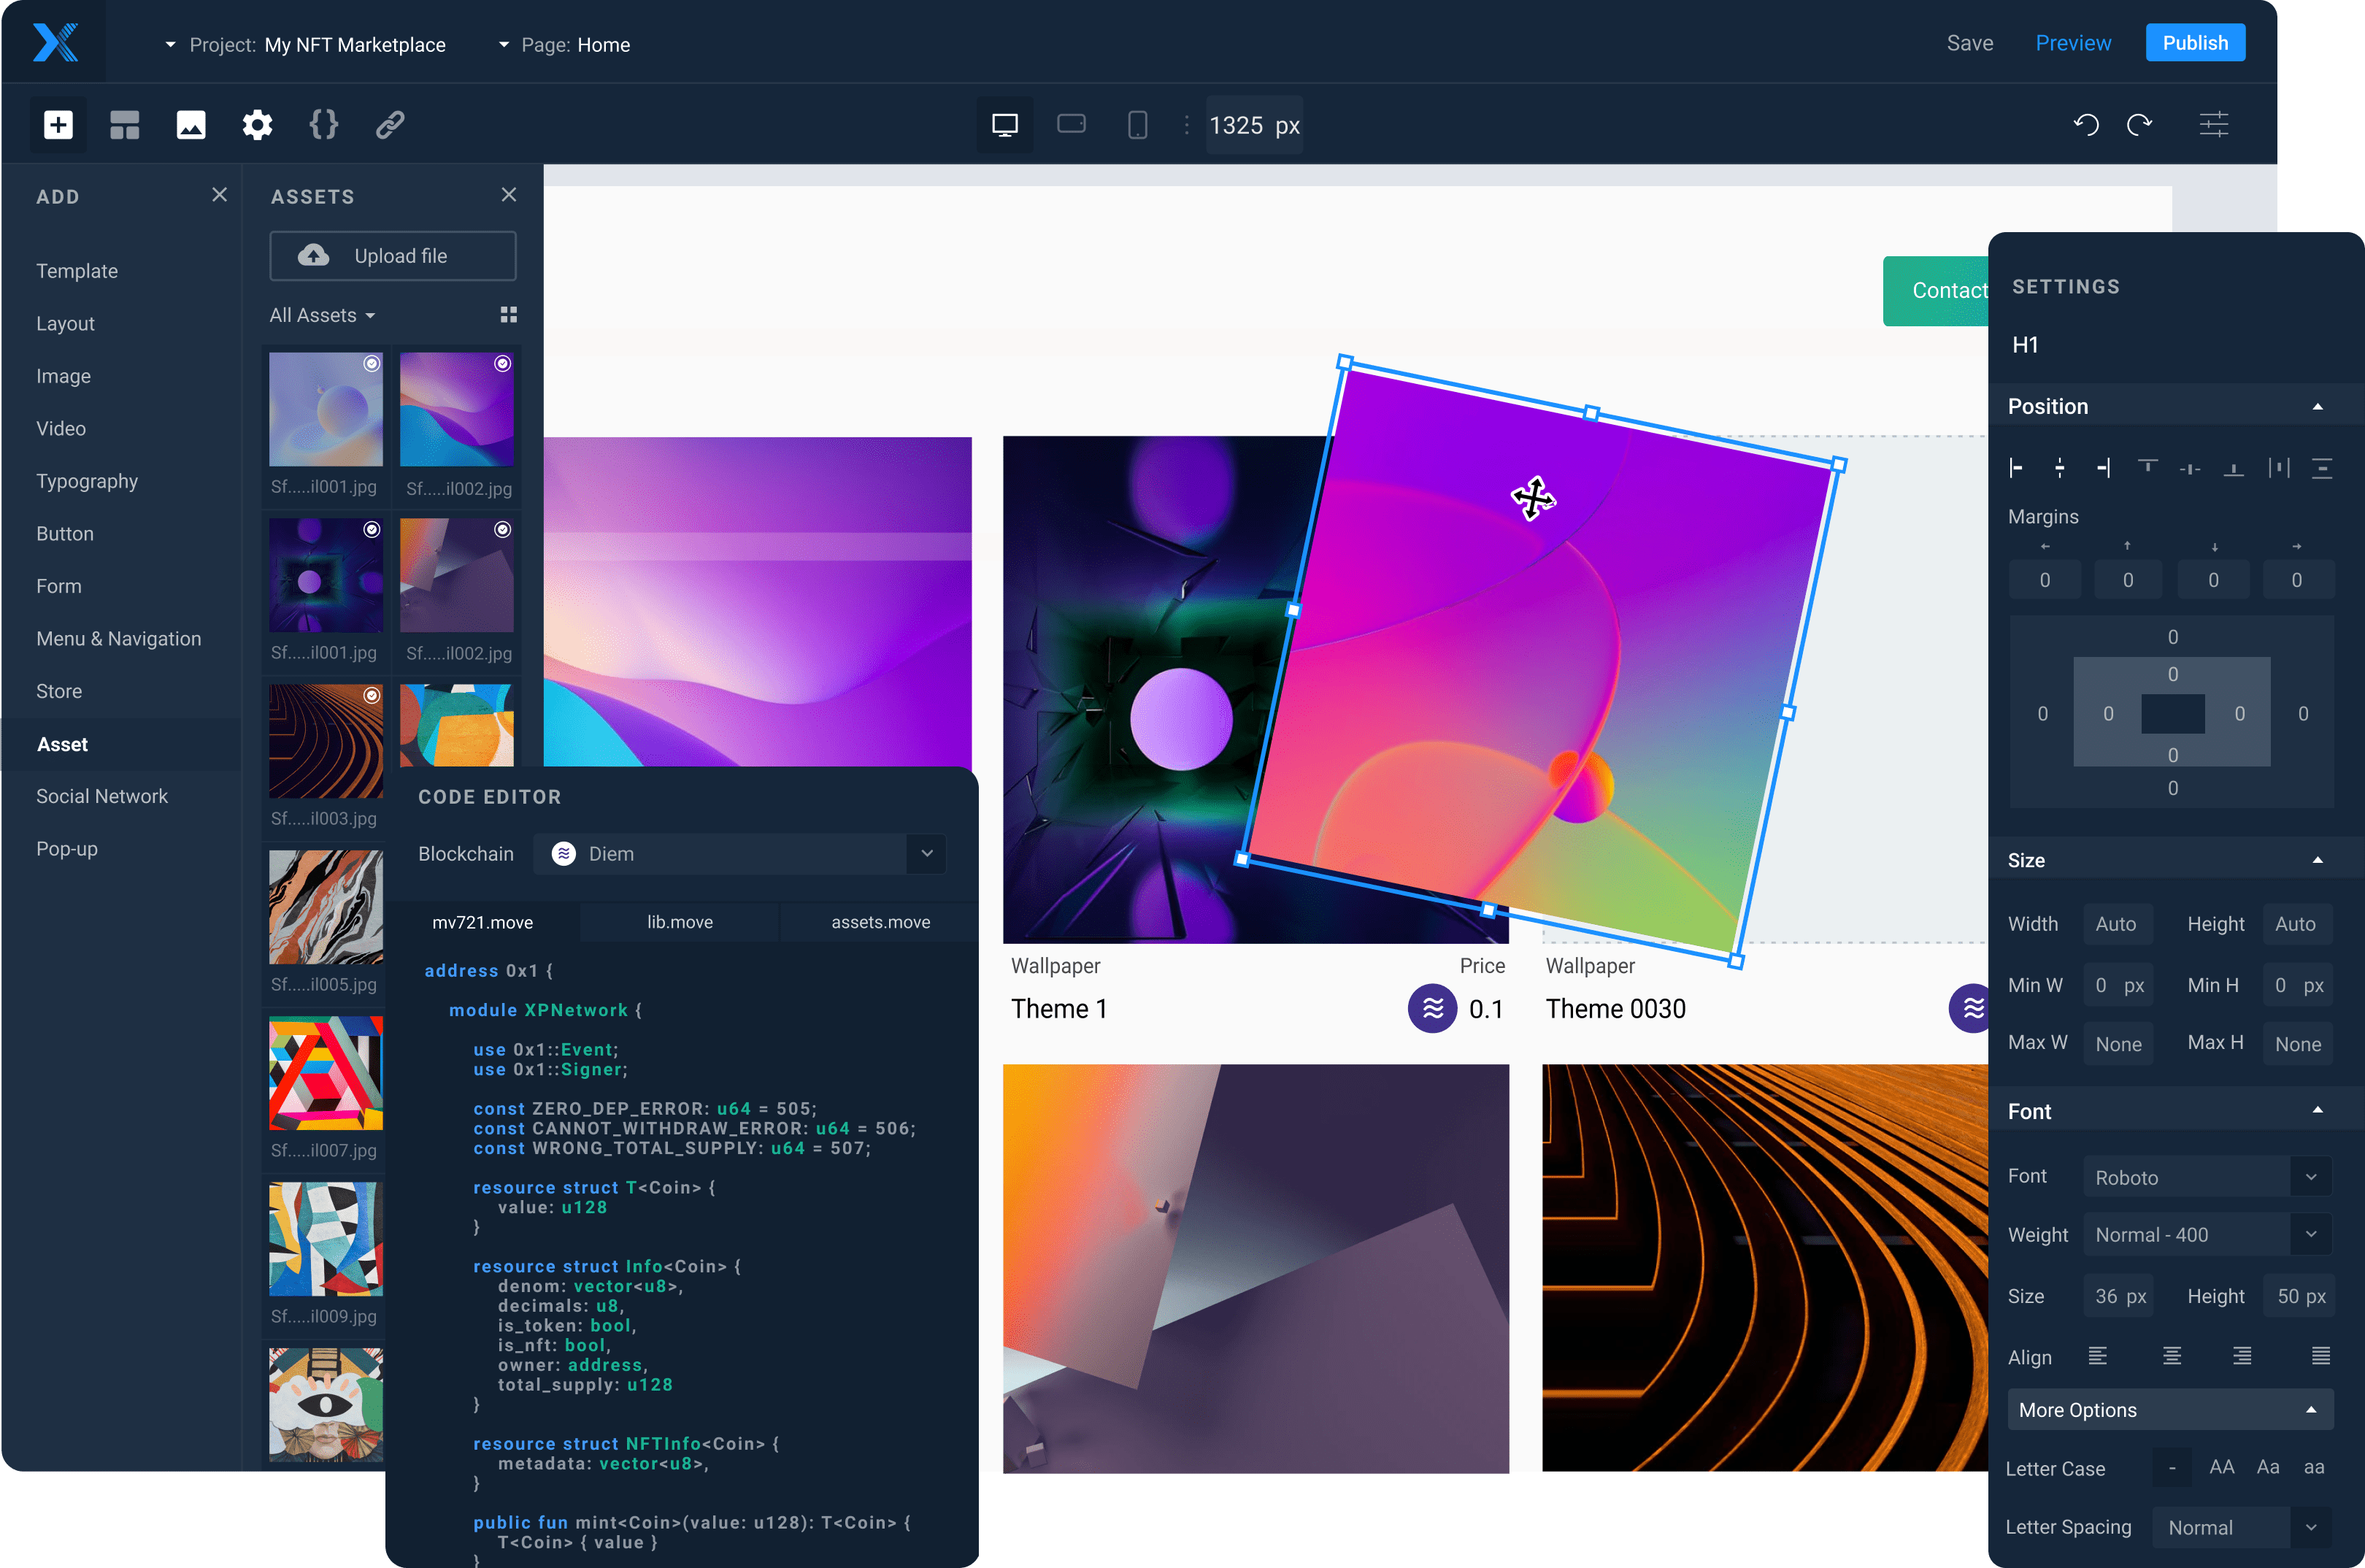 Project: My NFT Marketplace
Page: Home
Save
Preview
Publish
1325 px
ADD
Template
Layout
Image
Video
Typography
Button
Form
Menu & Navigation
Store
Asset
Social Network
Pop-up
ASSETS
Upload file
All Assets
Sf.....il001.jpg
Sf.....il002.jpg
Sf.....il001.jpg
Sf.....il002.jpg
Sf.....il003.jpg
Sf.....il005.jpg
Sf.....il007.jpg
Sf.....il009.jpg
CODE EDITOR
Blockchain
Diem
mv721.move
lib.move
assets.move
address 0x1 {
module XPNetwork {
use 0x1::Event;
use 0x1::Signer;
const ZERO_DEP_ERROR: u64 = 505;
const CANNOT_WITHDRAW_ERROR: u64 = 506;
const WRONG_TOTAL_SUPPLY: u64 = 507;
resource struct T<Coin> {
value: u128
}
resource struct Info<Coin> {
denom: vector<u8>,
decimals: u8,
is_token: bool,
is_nft: bool,
owner: address,
total_supply: u128
}
resource struct NFTInfo<Coin> {
metadata: vector<u8>,
}
public fun mint<Coin>(value: u128): T<Coin> {
T<Coin> { value }
}
Contact
Wallpaper
Price
Theme 1
0.1
Wallpaper
Theme 0030
SETTINGS
H1
Position
Margins
0 0 0 0
0
0
0 0 0 0
0
0
Size
Width Auto Height Auto
Min W 0 px Min H 0 px
Max W None Max H None
Font
Font Roboto
Weight Normal - 400
Size 36 px Height 50 px
Align
More Options
Letter Case - AA Aa aa
Letter Spacing Normal